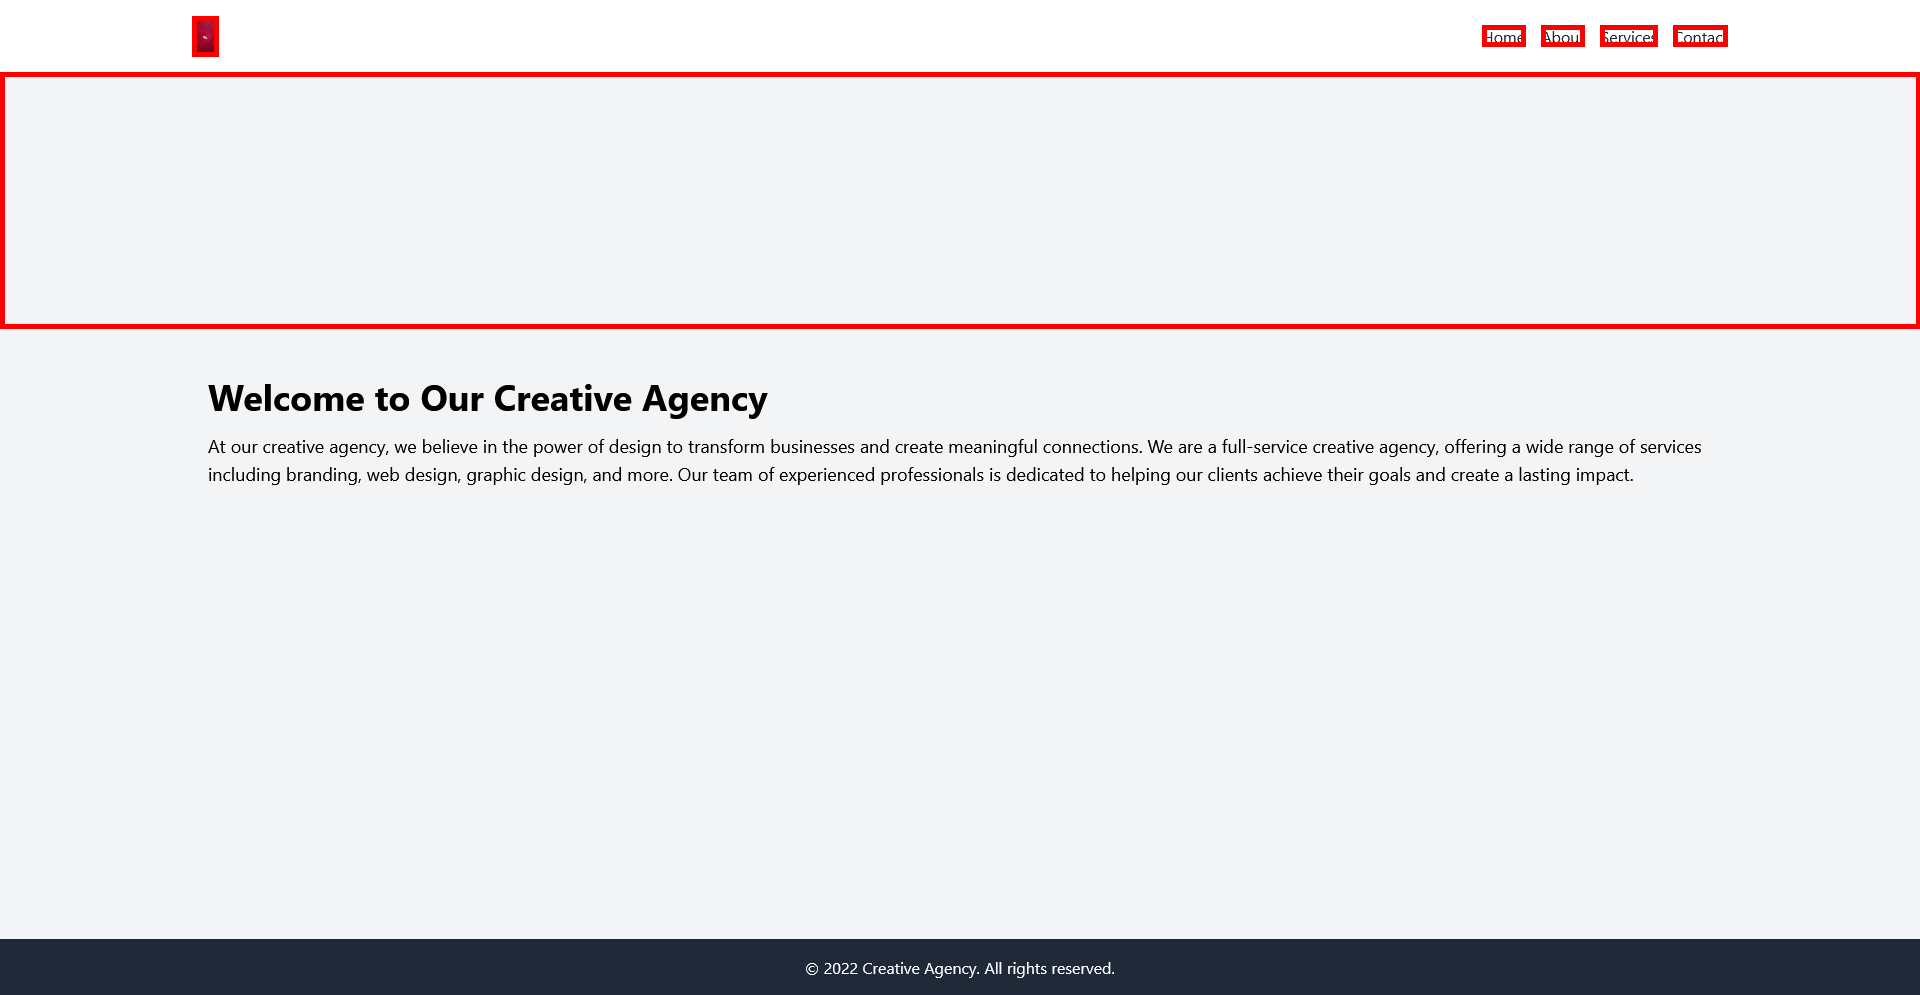 Home About Services Contact
Welcome to Our Creative Agency
At our creative agency, we believe in the power of design to transform businesses and create meaningful connections. We are a full-service creative agency, offering a wide range of services
including branding, web design, graphic design, and more. Our team of experienced professionals is dedicated to helping our clients achieve their goals and create a lasting impact.
© 2022 Creative Agency. All rights reserved.